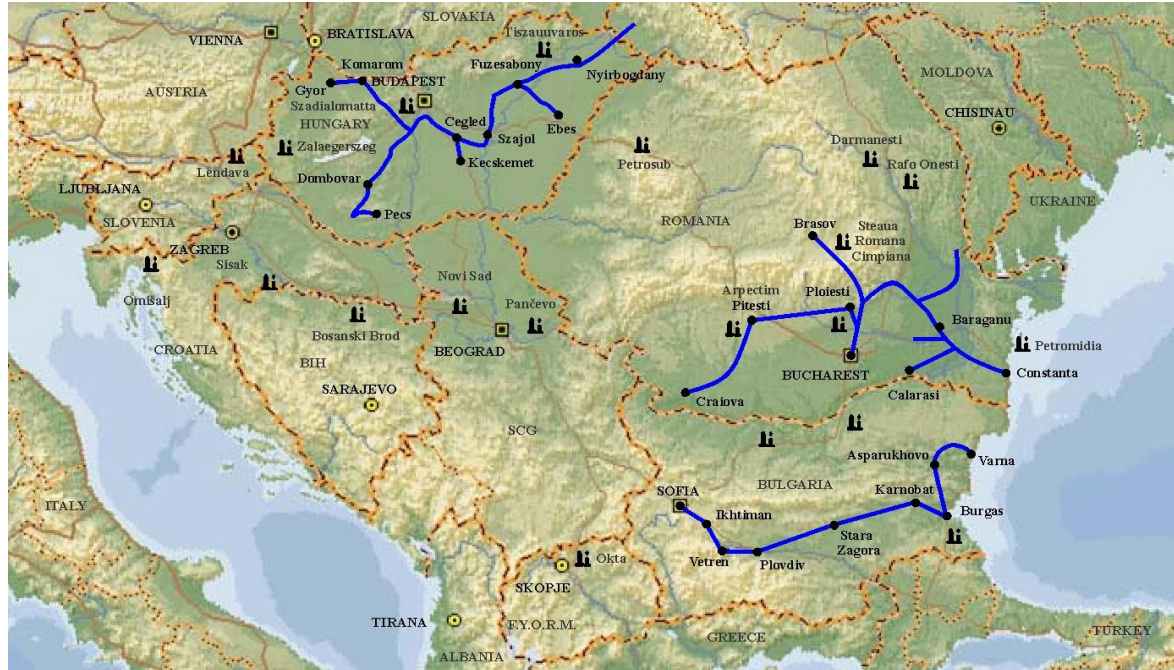 SLOVAKIA
VIENNA
BRATISLAVA
Tiszaujvaros
Komarom
Fuzesabony
Nyirbogdany
MOLDOVA
AUSTRIA
Gyor
BUDAPEST
Szadialomatta
HUNGARY
Cegled
Szajol
Ebes
CHISINAU
Zalaegerszeg
Kecskemet
Lendava
Petrosub
Darmanesti
Rafo Onesti
Dombovar
LJUBLJANA
SLOVENIA
Pecs
UKRAINE
ZAGREB
Sisak
ROMANIA
Brasov
Steaua
Romana
Cimpiana
Omišalj
Novi Sad
Pančevo
Arpectim
Pitesti
Ploiesti
Bosanski Brod
Baraganu
BEOGRAD
Petromidia
CROATIA
BIH
BUCHAREST
Constanta
SARAJEVO
Craiova
Calarasi
SCG
Asparukhovo
Varna
BULGARIA
SOFIA
Karnobat
ITALY
Ikhtiman
Burgas
Stara
Zagora
Vetren
Plovdiv
Okta
SKOPJE
TIRANA
F.Y.O.R.M.
GREECE
TURKEY
ALBANIA